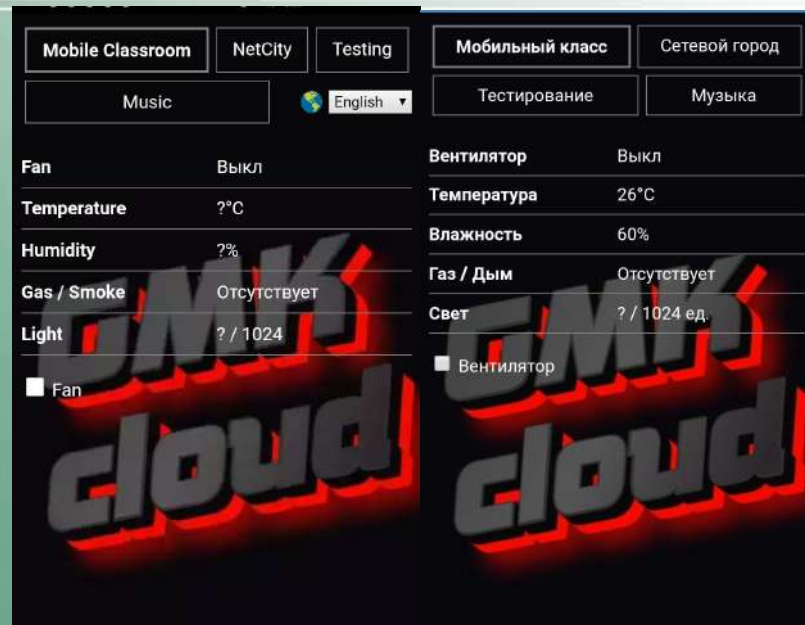 Mobile Classroom NetCity Testing
Music English
Fan Выкл
Temperature ?°C
Humidity ?%
Gas / Smoke Отсутствует
Light ? / 1024
Fan
GMK
cloud
Мобильный класс Сетевой город
Тестирование Музыка
Вентилятор Выкл
Температура 26°C
Влажность 60%
Газ / Дым Отсутствует
Свет ? / 1024 ед.
Вентилятор
GMK
cloud